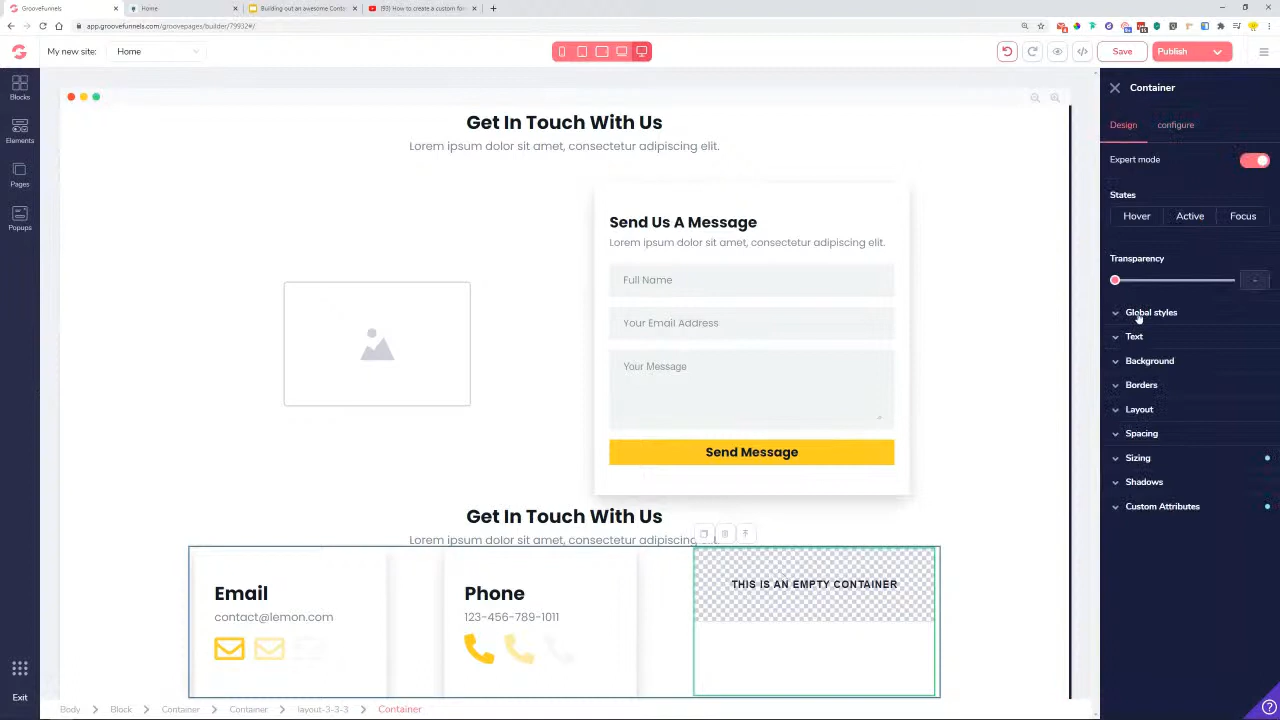 GrooveFunnels
Home
Building out an awesome Conta
(93) How to create a custom for
app.groovefunnels.com/groovepages/builder/79932#/
My new site: Home
Save
Publish
Blocks
Elements
Pages
Popups
Exit
Get In Touch With Us
Lorem ipsum dolor sit amet, consectetur adipiscing elit.
Send Us A Message
Lorem ipsum dolor sit amet, consectetur adipiscing elit.
Full Name
Your Email Address
Your Message
Send Message
Get In Touch With Us
Lorem ipsum dolor sit amet, consectetur adipiscing
Email
contact@lemon.com
Phone
123-456-789-1011
THIS IS AN EMPTY CONTAINER
Body Block Container Container layout-3-3-3 Container
Container
Design configure
Expert mode
States
Hover Active Focus
Transparency
Global styles
Text
Background
Borders
Layout
Spacing
Sizing
Shadows
Custom Attributes